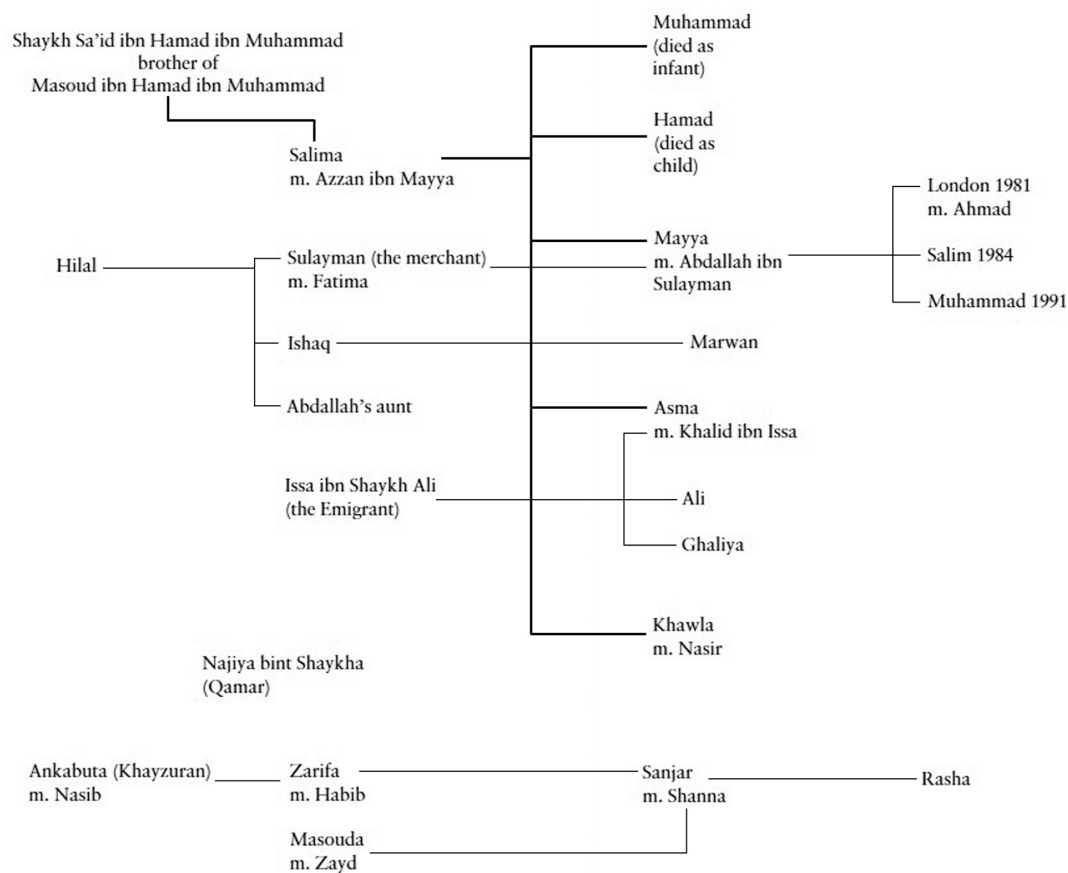 Shaykh Sa’id ibn Hamad ibn Muhammad
brother of
Masoud ibn Hamad ibn Muhammad
Salima
m. Azzan ibn Mayya
Muhammad
(died as
infant)
Hamad
(died as
child)
Hilal
Sulayman (the merchant)
m. Fatima
Mayya
m. Abdallah ibn
Sulayman
London 1981
m. Ahmad
Salim 1984
Muhammad 1991
Ishaq
Marwan
Abdallah’s aunt
Asma
m. Khalid ibn Issa
Issa ibn Shaykh Ali
(the Emigrant)
Ali
Ghaliya
Khawla
m. Nasir
Najiya bint Shaykha
(Qamar)
Ankabuta (Khayzuran)
m. Nasib
Zarifa
m. Habib
Sanjar
m. Shanna
Rasha
Masouda
m. Zayd